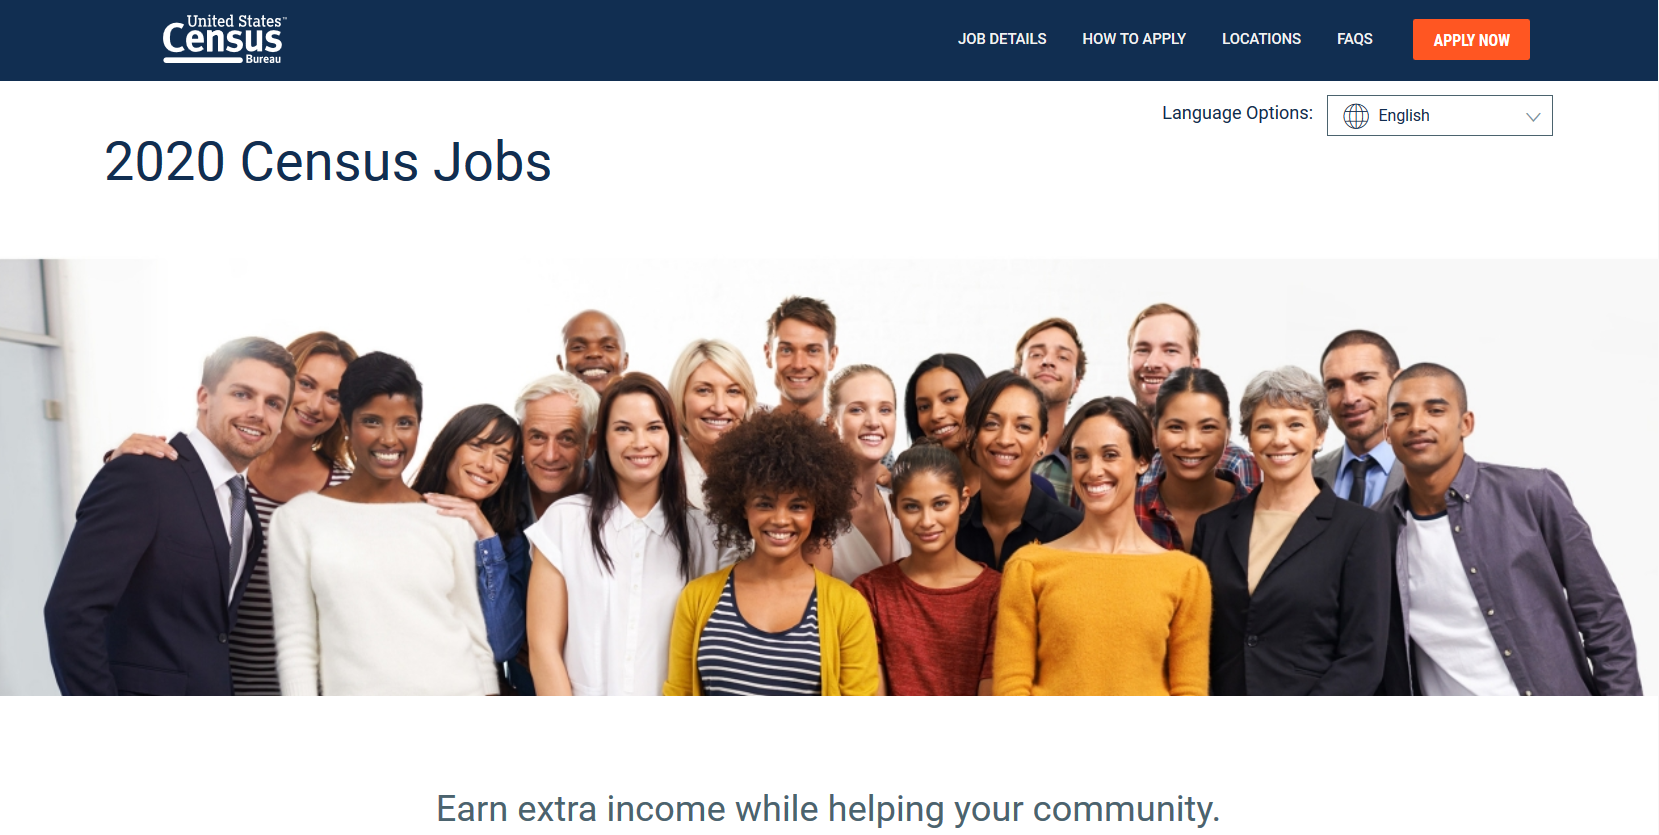 United States™
Census
Bureau
JOB DETAILS HOW TO APPLY LOCATIONS FAQS APPLY NOW
Language Options: English
2020 Census Jobs
Earn extra income while helping your community.